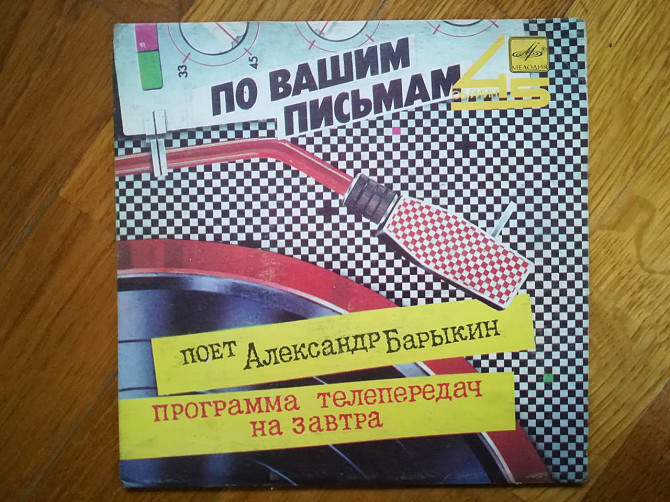 33
45
ПО ВАШИМ
ПИСЬМАМ
45
МЕЛОДИЯ
ПОЕТ Александр Барыкин
ПРОГРАММА ТЕЛЕПЕРЕДАЧ
НА ЗАВТРА